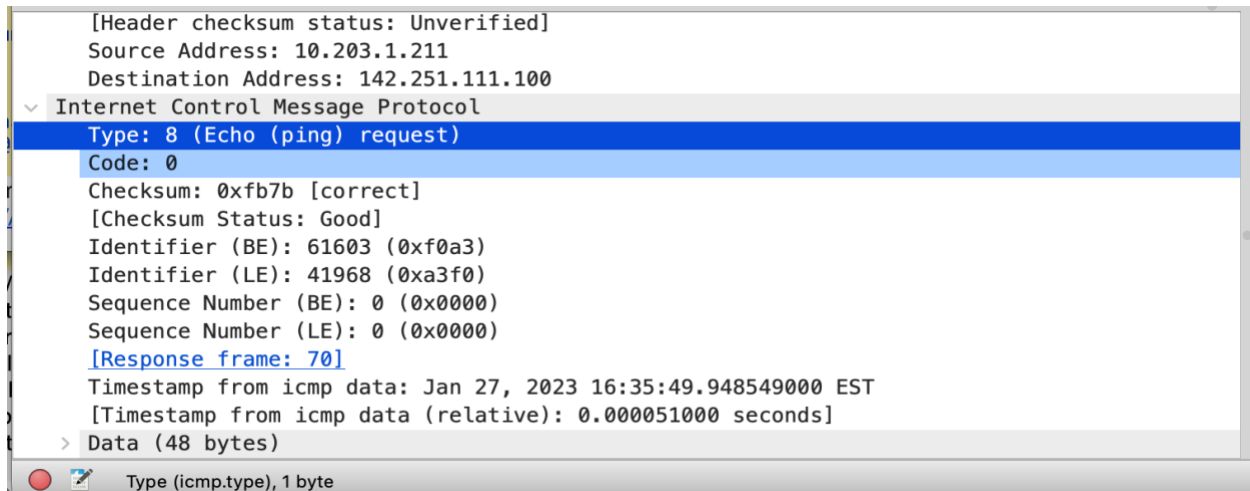 [Header checksum status: Unverified]
Source Address: 10.203.1.211
Destination Address: 142.251.111.100
Internet Control Message Protocol
Type: 8 (Echo (ping) request)
Code: 0
Checksum: 0xfb7b [correct]
[Checksum Status: Good]
Identifier (BE): 61603 (0xf0a3)
Identifier (LE): 41968 (0xa3f0)
Sequence Number (BE): 0 (0x0000)
Sequence Number (LE): 0 (0x0000)
[Response frame: 70]
Timestamp from icmp data: Jan 27, 2023 16:35:49.948549000 EST
[Timestamp from icmp data (relative): 0.000051000 seconds]
Data (48 bytes)
Type (icmp.type), 1 byte